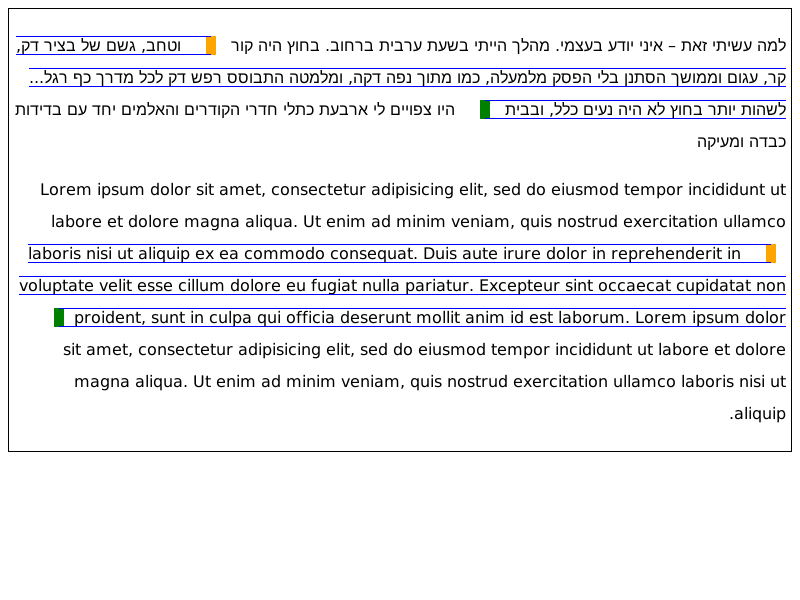 למה עשיתי זאת – איני יודע בעצמי. מהלך הייתי בשעת ערבית ברחוב. בחוץ היה קור וטחב, גשם של בציר דק,
קר, עגום וממושך הסתנן בלי הפסק מלמעלה, כמו מתוך נפה דקה, ומלמטה התבוסס רפש דק לכל מדרך כף רגל...
לשהות יותר בחוץ לא היה נעים כלל, ובבית היו צפויים לי ארבעת כתלי חדרי הקודרים והאלמים יחד עם בדידות
כבדה ומעיקה
Lorem ipsum dolor sit amet, consectetur adipisicing elit, sed do eiusmod tempor incididunt ut
labore et dolore magna aliqua. Ut enim ad minim veniam, quis nostrud exercitation ullamco
laboris nisi ut aliquip ex ea commodo consequat. Duis aute irure dolor in reprehenderit in
voluptate velit esse cillum dolore eu fugiat nulla pariatur. Excepteur sint occaecat cupidatat non
proident, sunt in culpa qui officia deserunt mollit anim id est laborum. Lorem ipsum dolor
sit amet, consectetur adipisicing elit, sed do eiusmod tempor incididunt ut labore et dolore
magna aliqua. Ut enim ad minim veniam, quis nostrud exercitation ullamco laboris nisi ut
.aliquip